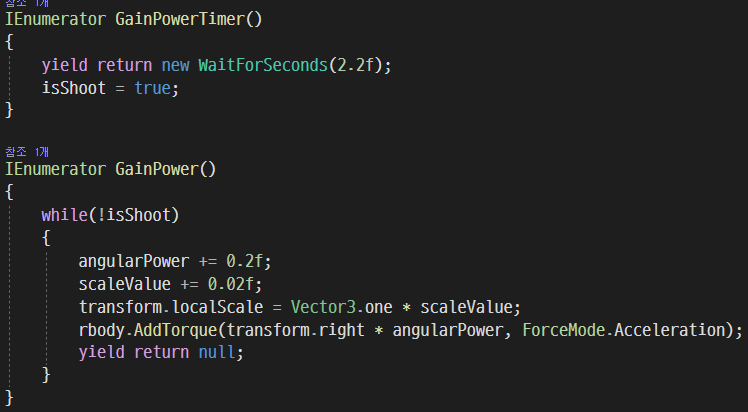 참조 1개
IEnumerator GainPowerTimer()
{
yield return new WaitForSeconds(2.2f);
isShoot = true;
}
참조 1개
IEnumerator GainPower()
{
while(!isShoot)
{
angularPower += 0.2f;
scaleValue += 0.02f;
transform.localScale = Vector3.one * scaleValue;
rbody.AddTorque(transform.right * angularPower, ForceMode.Acceleration);
yield return null;
}
}